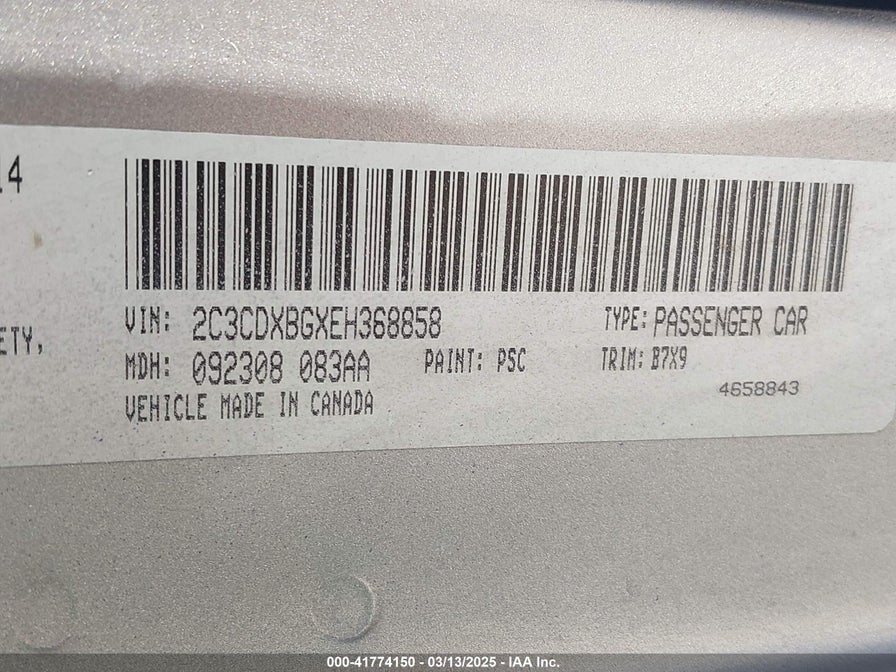 14
VIN: 2C3CDXBGXEH368858 TYPE: PASSENGER CAR
ETY,
MDH: 092308 083AA PAINT: PSC TRIM: B7X9
4658843
VEHICLE MADE IN CANADA
000-41774150 - 03/13/2025 - IAA Inc.